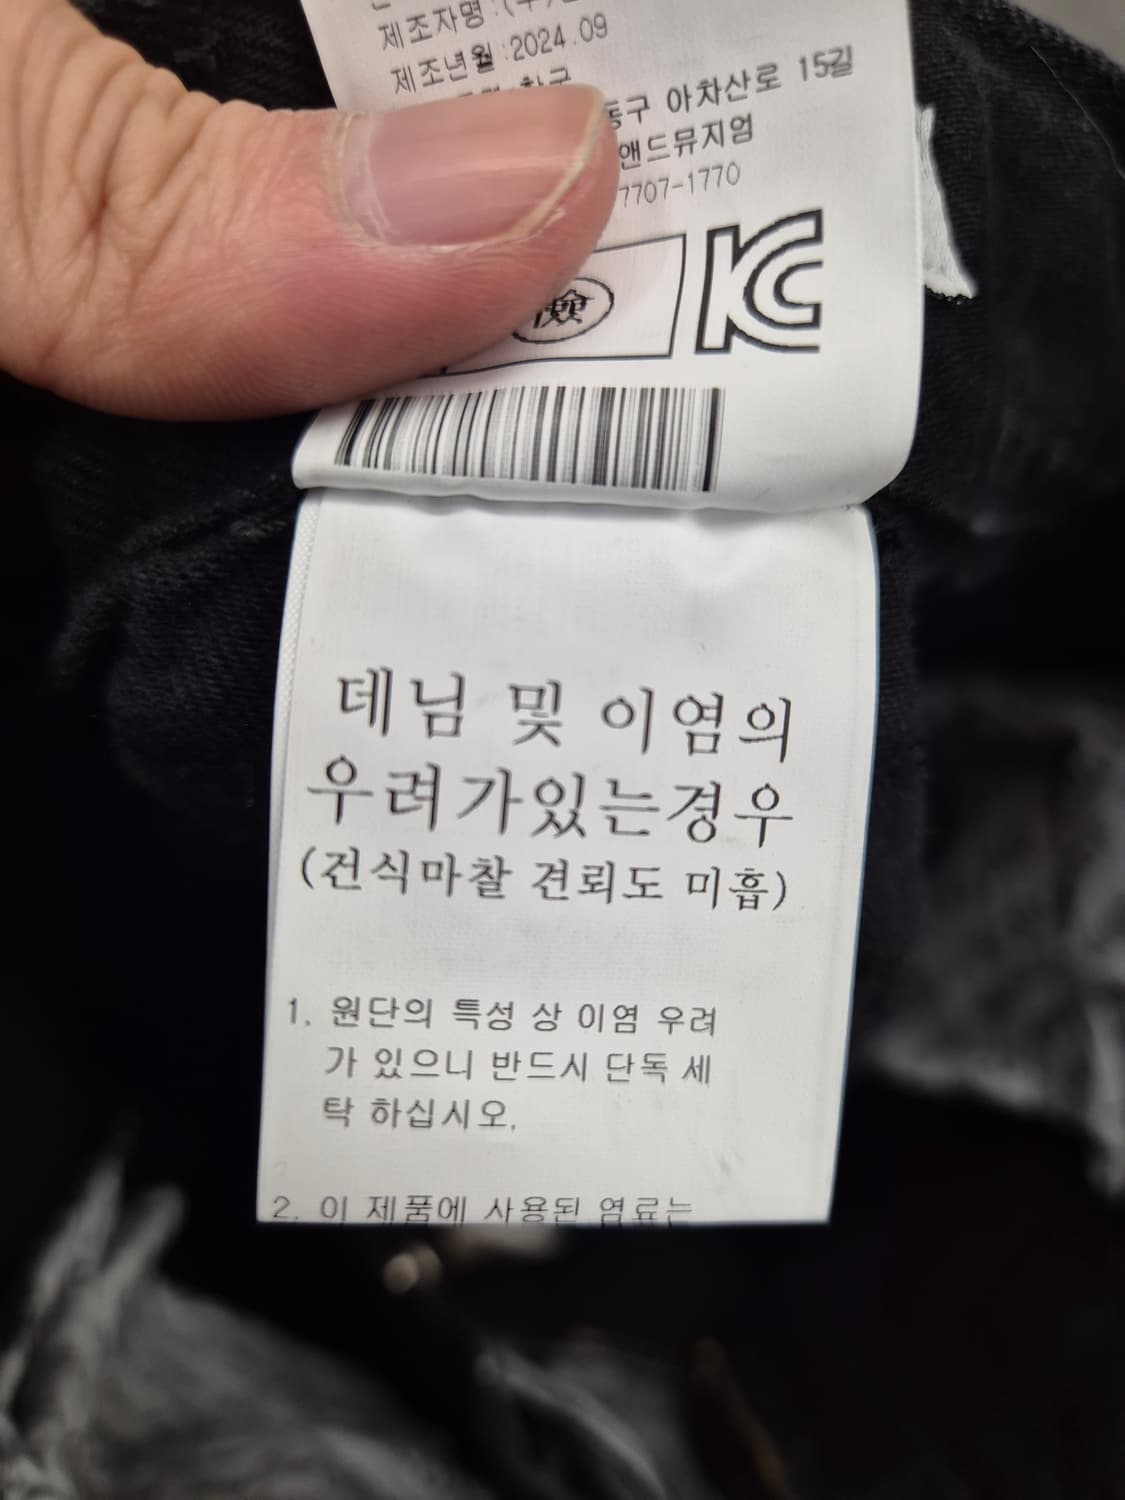 제조자명:(주)
제조년월:2024.09
동구 아차산로 15길
앤드뮤지엄
7707-1770
檢
KC
데님 및 이염의
우려가있는경우
(건식마찰 견뢰도 미흡)
1. 원단의 특성 상 이염 우려
가 있으니 반드시 단독 세
탁 하십시오.
2. 이 제품에 사용된 염료는